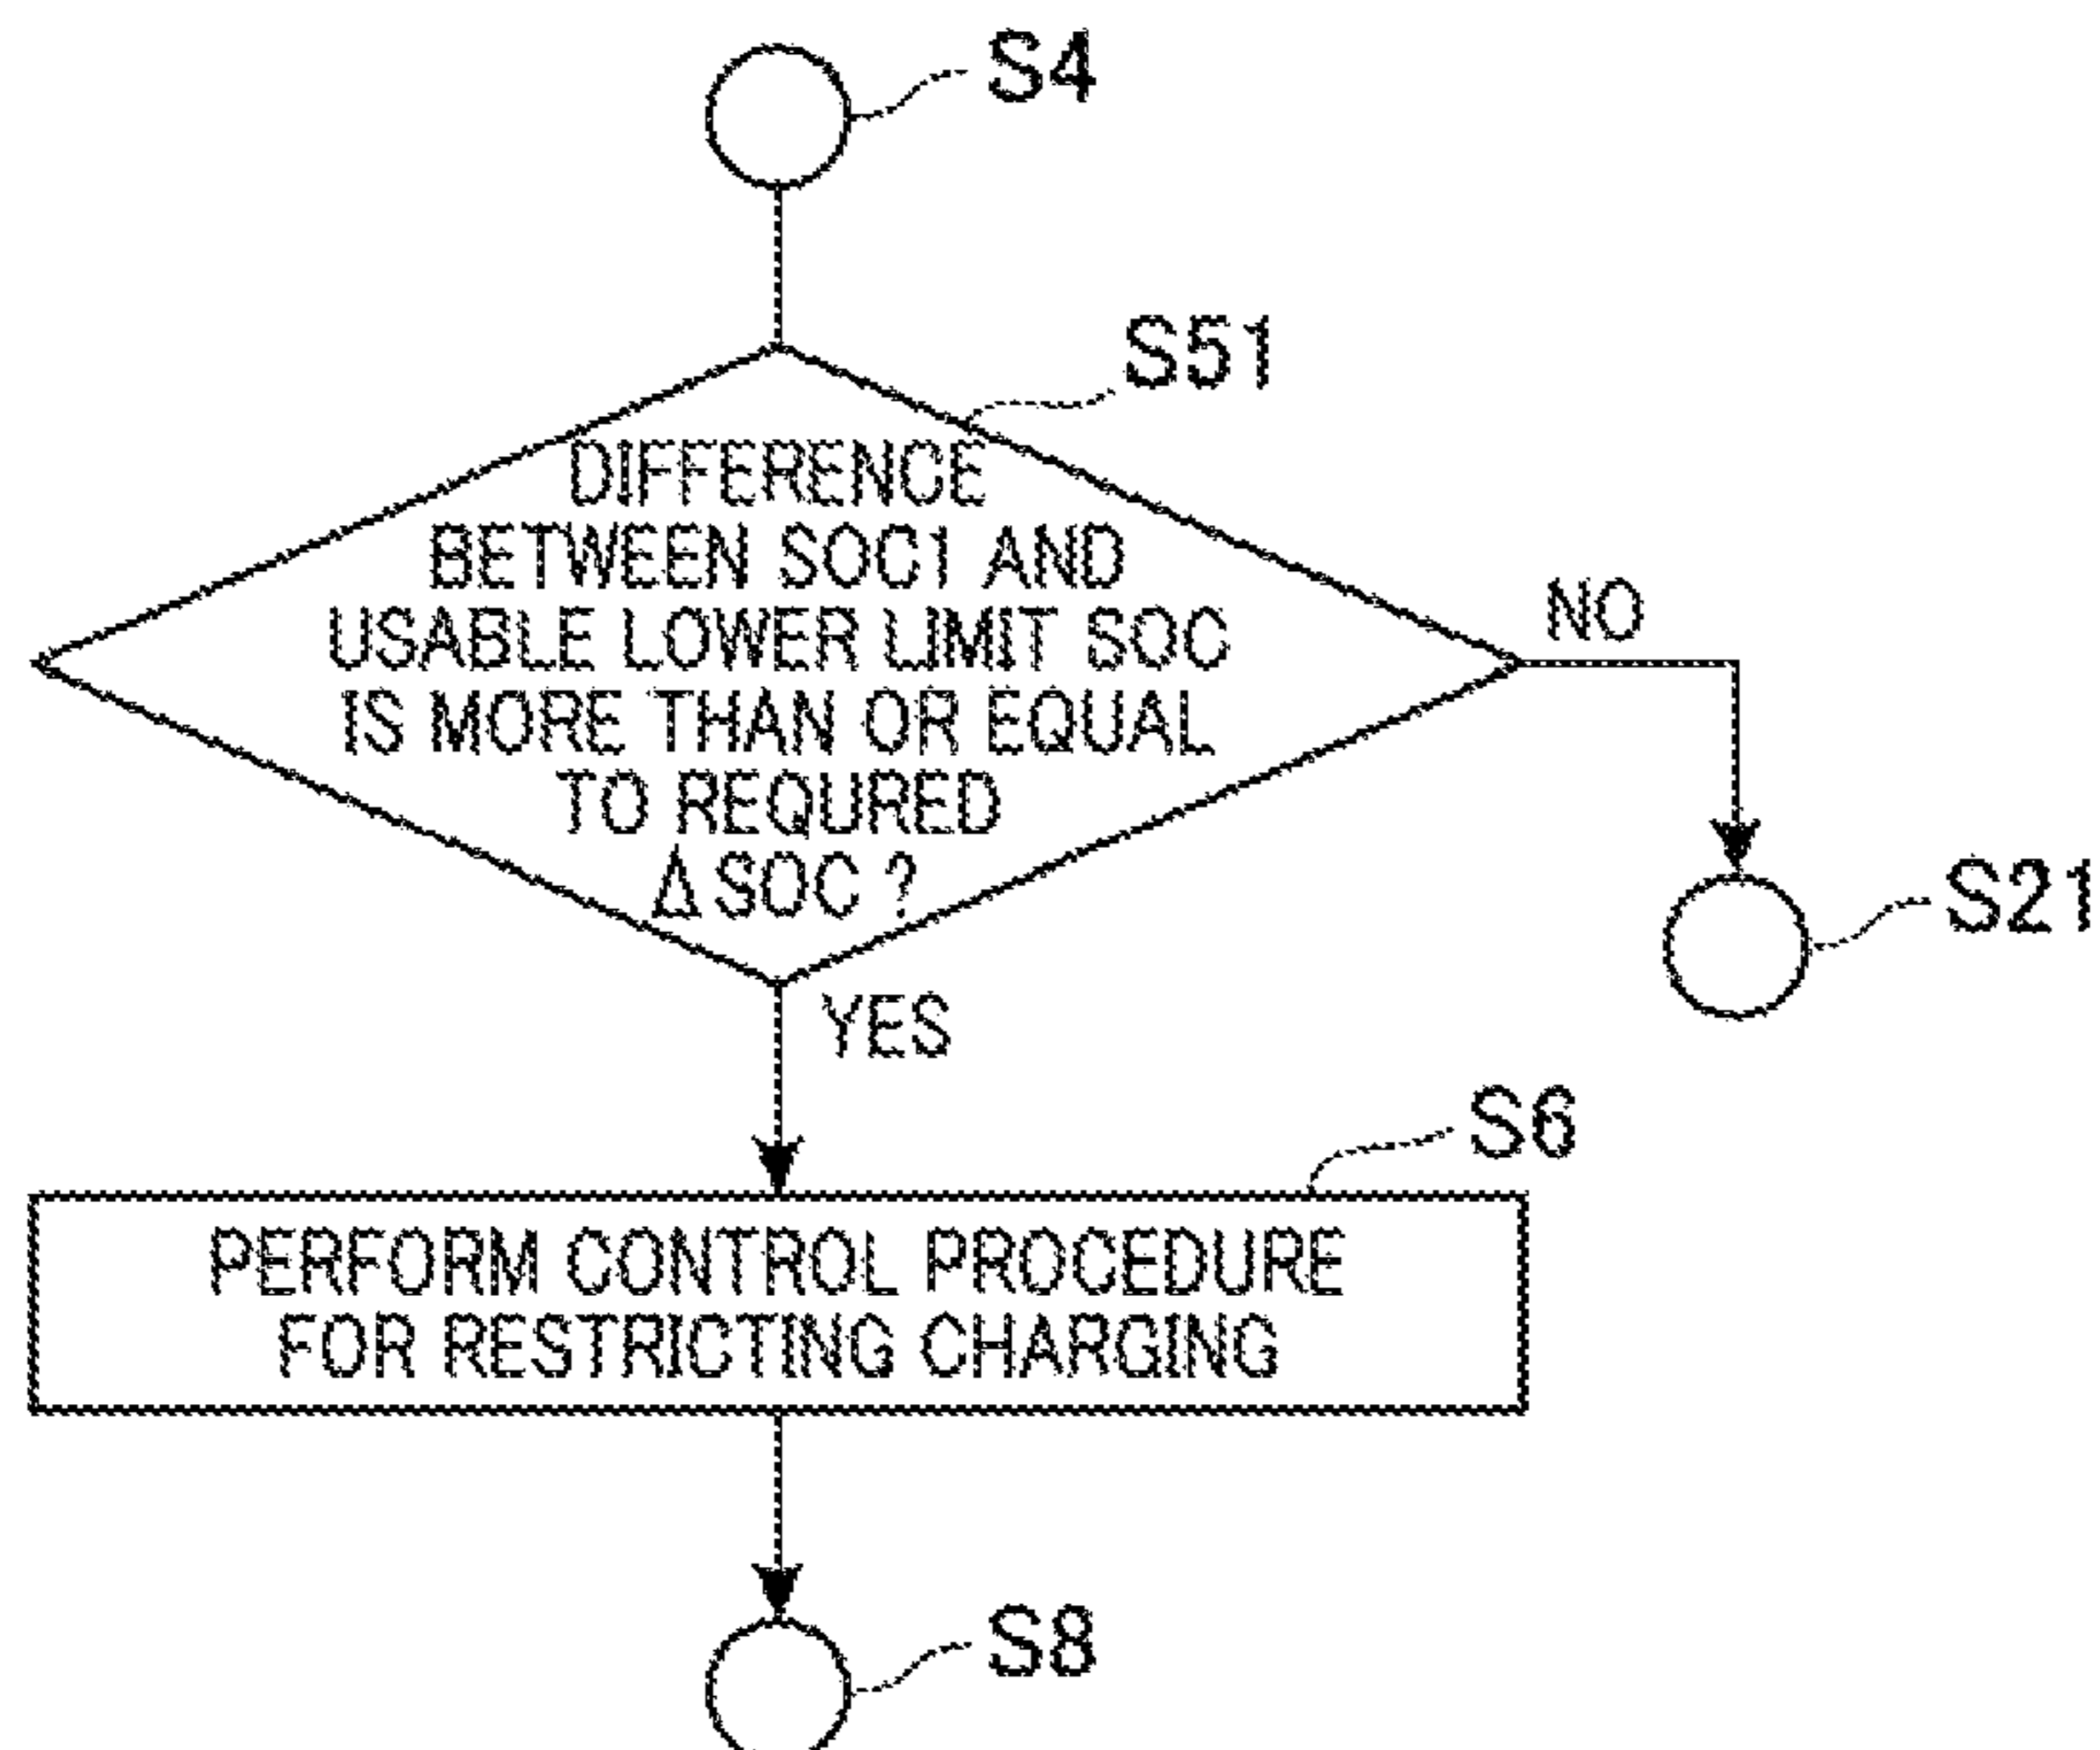 S4
S51
DIFFERENCE
BETWEEN SOC1 AND
USABLE LOWER LIMIT SOC
IS MORE THAN OR EQUAL
TO REQURED
Δ SOC ?
NO
S21
YES
S6
PERFORM CONTROL PROCEDURE
FOR RESTRICTING CHARGING
S8